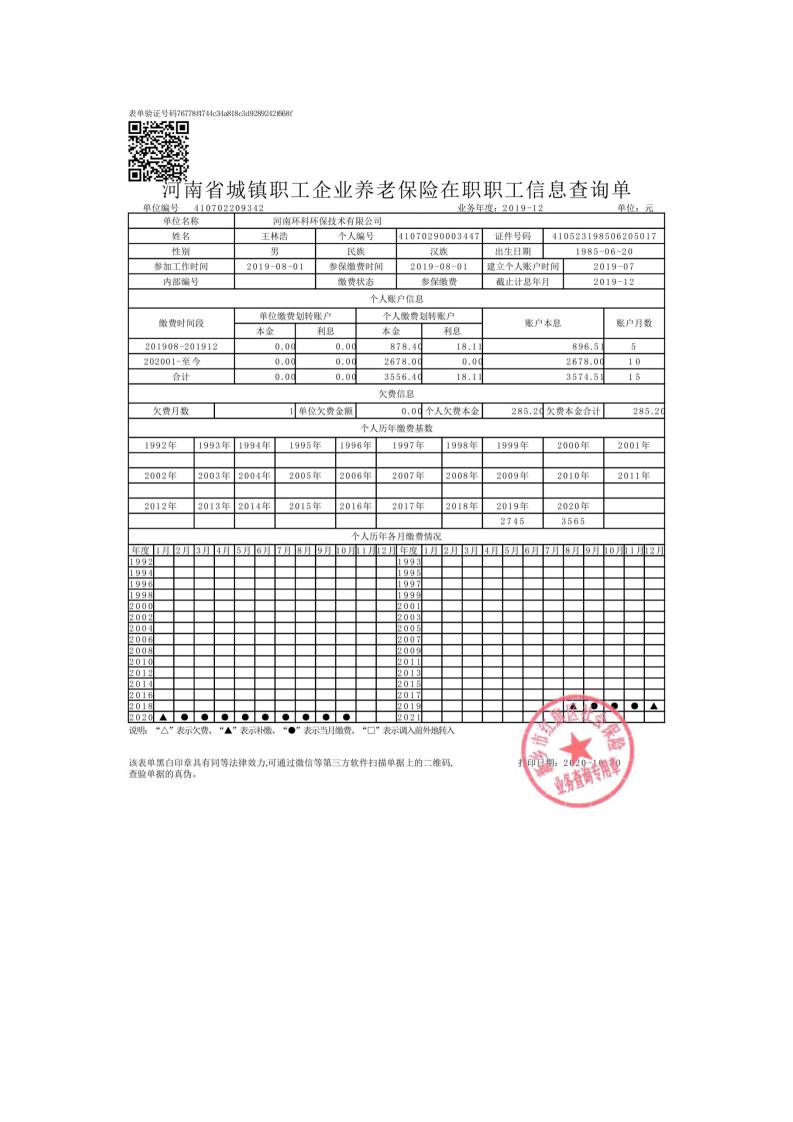 表单验证号码76778f4744c34a818c3d9289242f668f
河南省城镇职工企业养老保险在职职工信息查询单
单位编号 410702209342 业务年度：2019-12 单位：元
单位名称 河南环科环保技术有限公司
姓名 王林浩 个人编号 41070290003447 证件号码 410523198506205017
性别 男 民族 汉族 出生日期 1985-06-20
参加工作时间 2019-08-01 参保缴费时间 2019-08-01 建立个人账户时间 2019-07
内部编号 缴费状态 参保缴费 截止计息年月 2019-12
个人账户信息
缴费时间段 单位缴费划转账户 个人缴费划转账户 账户本息 账户月数
本金 利息 本金 利息
201908-201912 0.00 0.00 878.40 18.11 896.51 5
202001-至今 0.00 0.00 2678.00 0.00 2678.00 10
合计 0.00 0.00 3556.40 18.11 3574.51 15
欠费信息
欠费月数 1 单位欠费金额 0.00 个人欠费本金 285.20 欠费本金合计 285.20
个人历年缴费基数
1992年 1993年 1994年 1995年 1996年 1997年 1998年 1999年 2000年 2001年
2002年 2003年 2004年 2005年 2006年 2007年 2008年 2009年 2010年 2011年
2012年 2013年 2014年 2015年 2016年 2017年 2018年 2019年 2020年
2745 3565
个人历年各月缴费情况
年度 1月 2月 3月 4月 5月 6月 7月 8月 9月 10月 11月 12月 年度 1月 2月 3月 4月 5月 6月 7月 8月 9月 10月 11月 12月
1992 1993
1994 1995
1996 1997
1998 1999
2000 2001
2002 2003
2004 2005
2006 2007
2008 2009
2010 2011
2012 2013
2014 2015
2016 2017
2018 2019 ▲ ● ● ● ▲
2020 ▲ ● ● ● ● ● ● ● ● ● 2021
说明：“△”表示欠费、“▲”表示补缴、“●”表示当月缴费、“□”表示调入前外地转入
该表单黑白印章具有同等法律效力,可通过微信等第三方软件扫描单据上的二维码,
查验单据的真伪。
打印日期：2020-10-30
新乡市红旗区社会保险
业务查询专用章